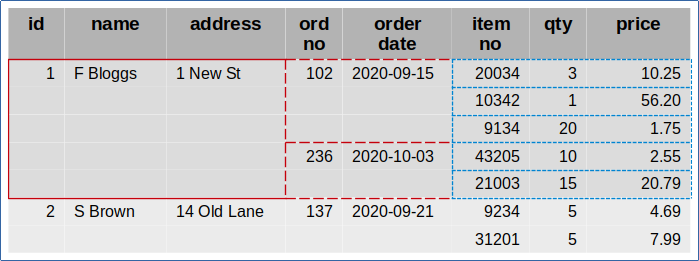 id name address ord no order date item no qty price
1 F Bloggs 1 New St 102 2020-09-15 20034 3 10.25
10342 1 56.20
9134 20 1.75
236 2020-10-03 43205 10 2.55
21003 15 20.79
2 S Brown 14 Old Lane 137 2020-09-21 9234 5 4.69
31201 5 7.99